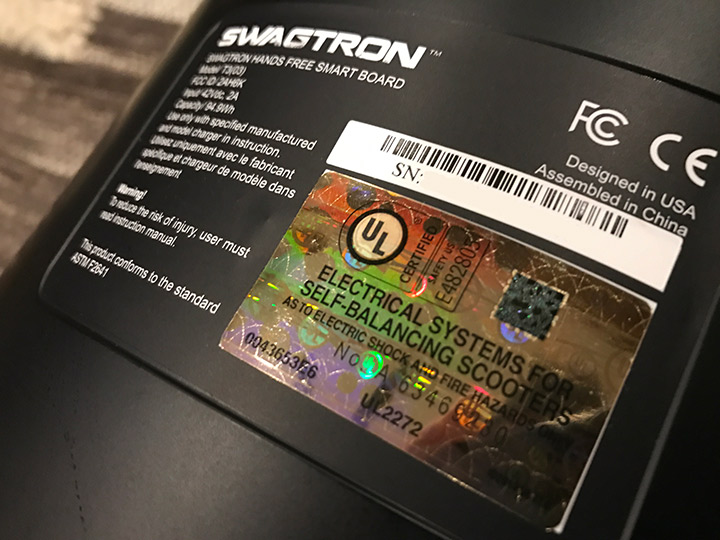 SWAGTRON™
SWAGTRON HANDS FREE SMART BOARD
Model: T3(03)
FCC ID: 2AH6K
Input: 42Vdc, 2A
Capacity: 94.9Wh
Use only with specified manufactured
and model charger in instruction.
Utilisez uniquement avec le fabricant
spécifique et chargeur de modèle dans
l'enseignement
Warning!
To reduce the risk of injury, user must
read instruction manual.
This product conforms to the standard
ASTM F2641
FC CE
Designed in USA
Assembled in China
SN:
UL
CERTIFIED
SAFETY US
ELECTRICAL SYSTEMS FOR
SELF-BALANCING SCOOTERS
AS TO ELECTRIC SHOCK AND FIRE HAZARDS
004365356
UL2272